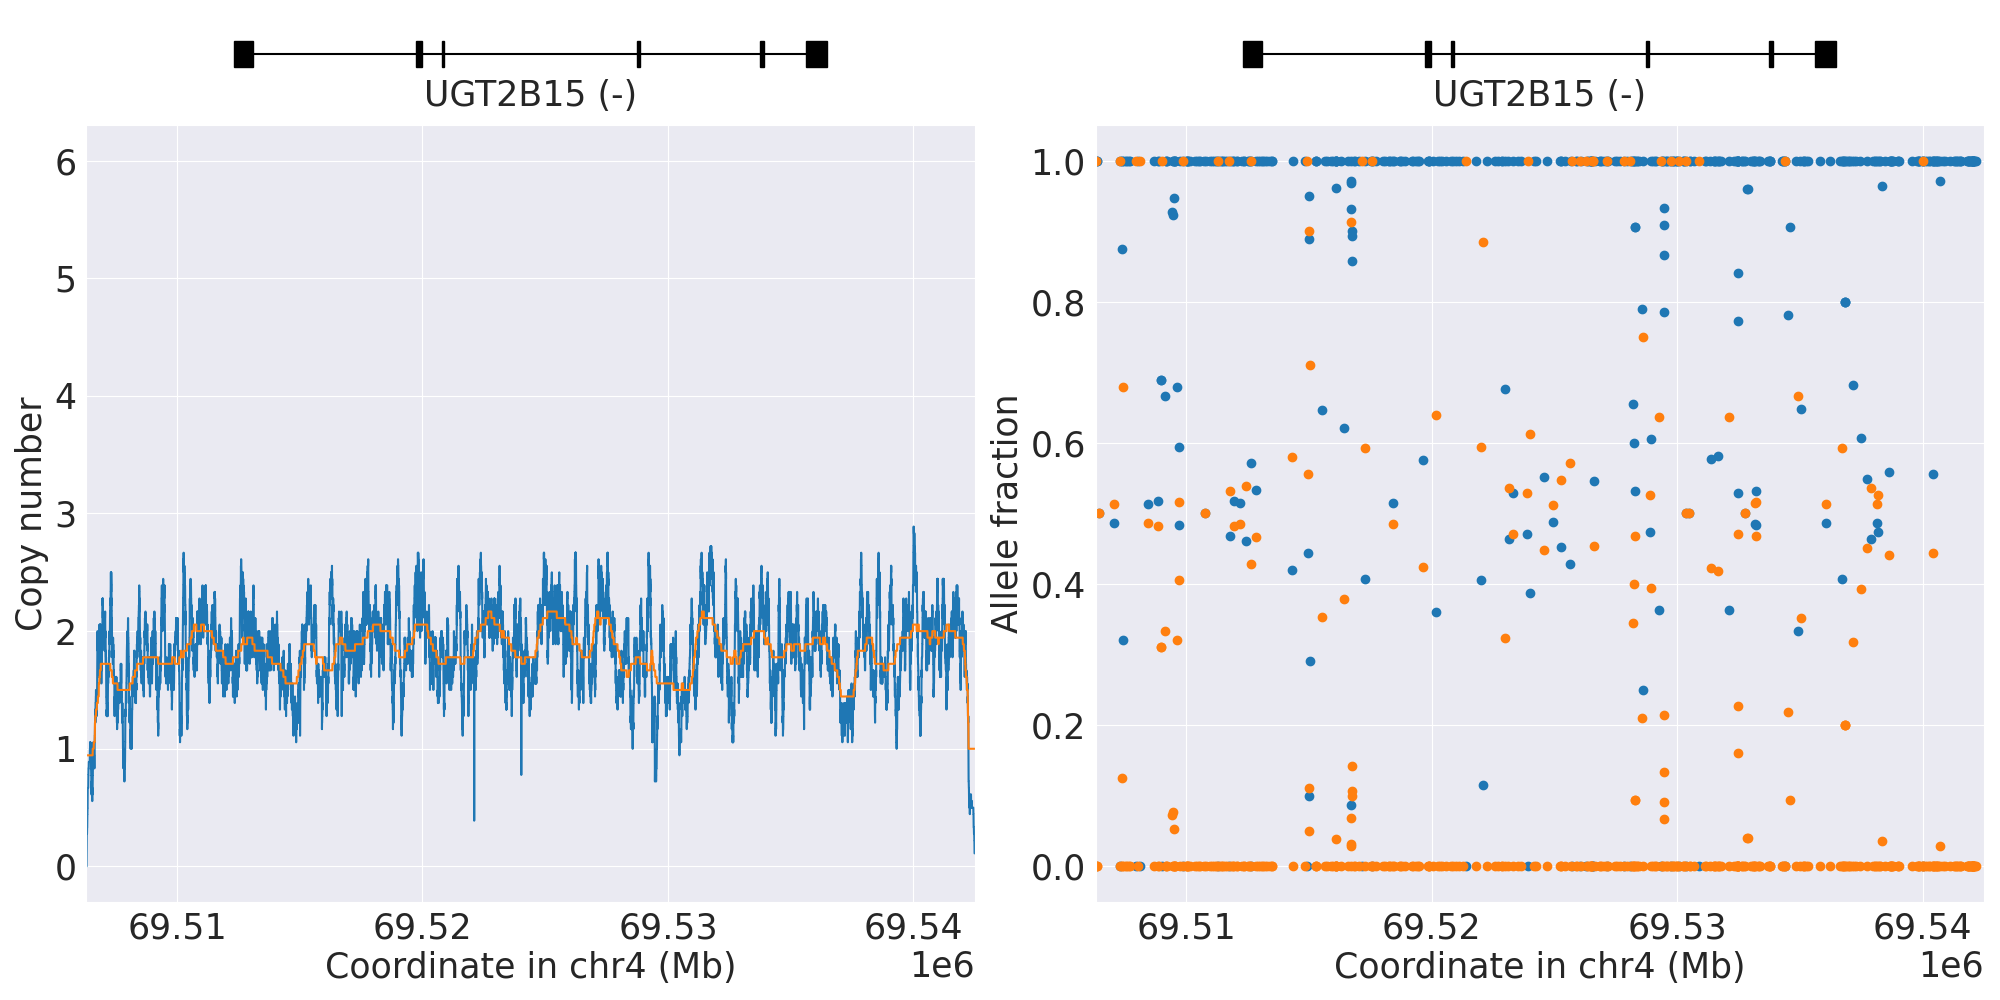 UGT2B15 (-)
Copy number
6
5
4
3
2
1
0
69.51 69.52 69.53 69.54
Coordinate in chr4 (Mb) 1e6
UGT2B15 (-)
Allele fraction
1.0
0.8
0.6
0.4
0.2
0.0
69.51 69.52 69.53 69.54
Coordinate in chr4 (Mb) 1e6